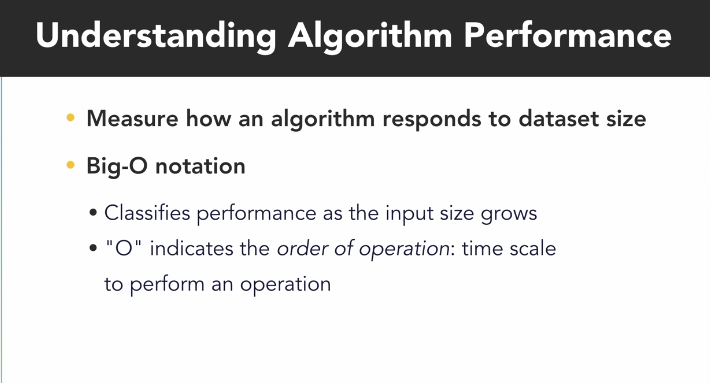 Understanding Algorithm Performance
• Measure how an algorithm responds to dataset size
• Big-O notation
• Classifies performance as the input size grows
• "O" indicates the order of operation: time scale
to perform an operation